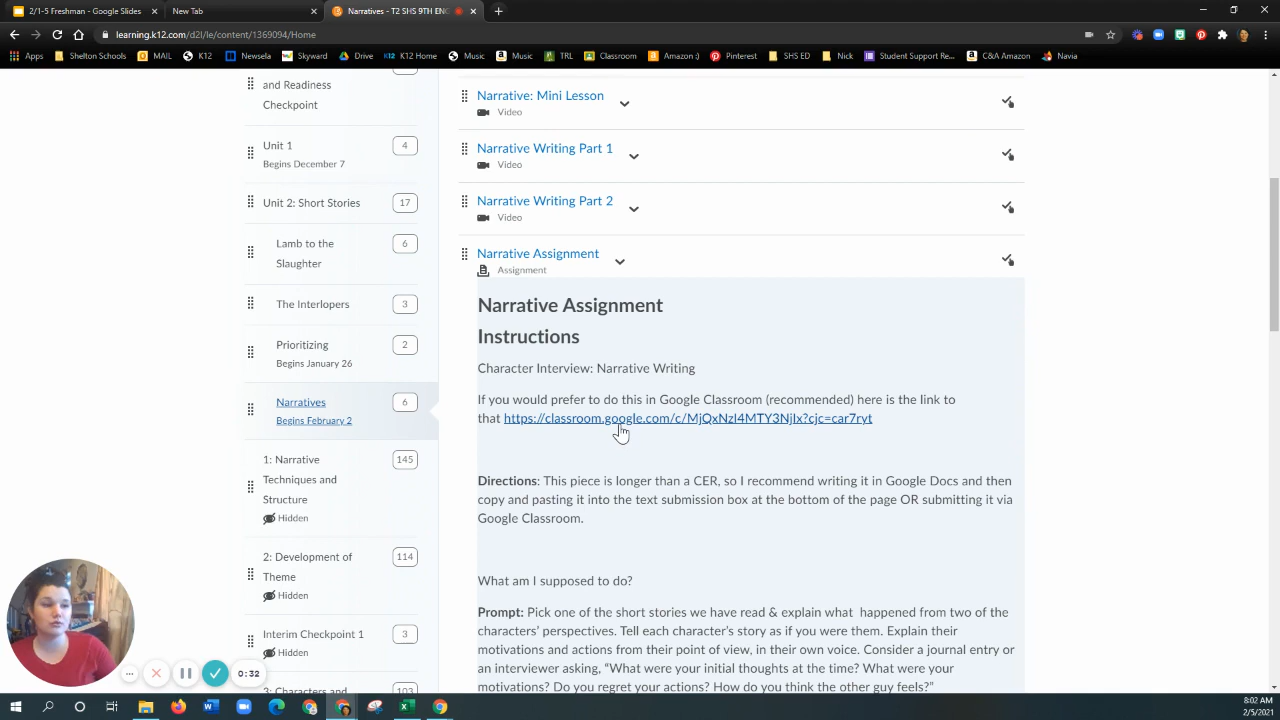 2/1-5 Freshman - Google Slides
New Tab
Narratives - T2 SHS 9TH EN
learning.k12.com/d2l/le/content/1369094/Home
Apps
Shelton Schools
MAIL
K12
Newsela
Skyward
Drive
K12 Home
Music
Music
TRL
Classroom
Amazon :)
Pinterest
SHS ED
Nick
Student Support Re...
C&A Amazon
Navia
and Readiness
Checkpoint
Unit 1
Begins December 7
4
Unit 2: Short Stories
17
Lamb to the
Slaughter
6
The Interlopers
3
Prioritizing
Begins January 26
2
Narratives
Begins February 2
6
1: Narrative
Techniques and
Structure
Hidden
145
2: Development of
Theme
Hidden
114
Interim Checkpoint 1
Hidden
3
3: Characters and
103
Narrative: Mini Lesson
Video
Narrative Writing Part 1
Video
Narrative Writing Part 2
Video
Narrative Assignment
Assignment
Narrative Assignment
Instructions
Character Interview: Narrative Writing
If you would prefer to do this in Google Classroom (recommended) here is the link to
that https://classroom.google.com/c/MjQxNzI4MTY3NjIx?cjc=car7ryt
Directions: This piece is longer than a CER, so I recommend writing it in Google Docs and then
copy and pasting it into the text submission box at the bottom of the page OR submitting it via
Google Classroom.
What am I supposed to do?
Prompt: Pick one of the short stories we have read & explain what happened from two of the
characters' perspectives. Tell each character's story as if you were them. Explain their
motivations and actions from their point of view, in their own voice. Consider a journal entry or
an interviewer asking, "What were your initial thoughts at the time? What were your
motivations? Do you regret your actions? How do you think the other guy feels?"
0:32
8:02 AM
2/5/2021